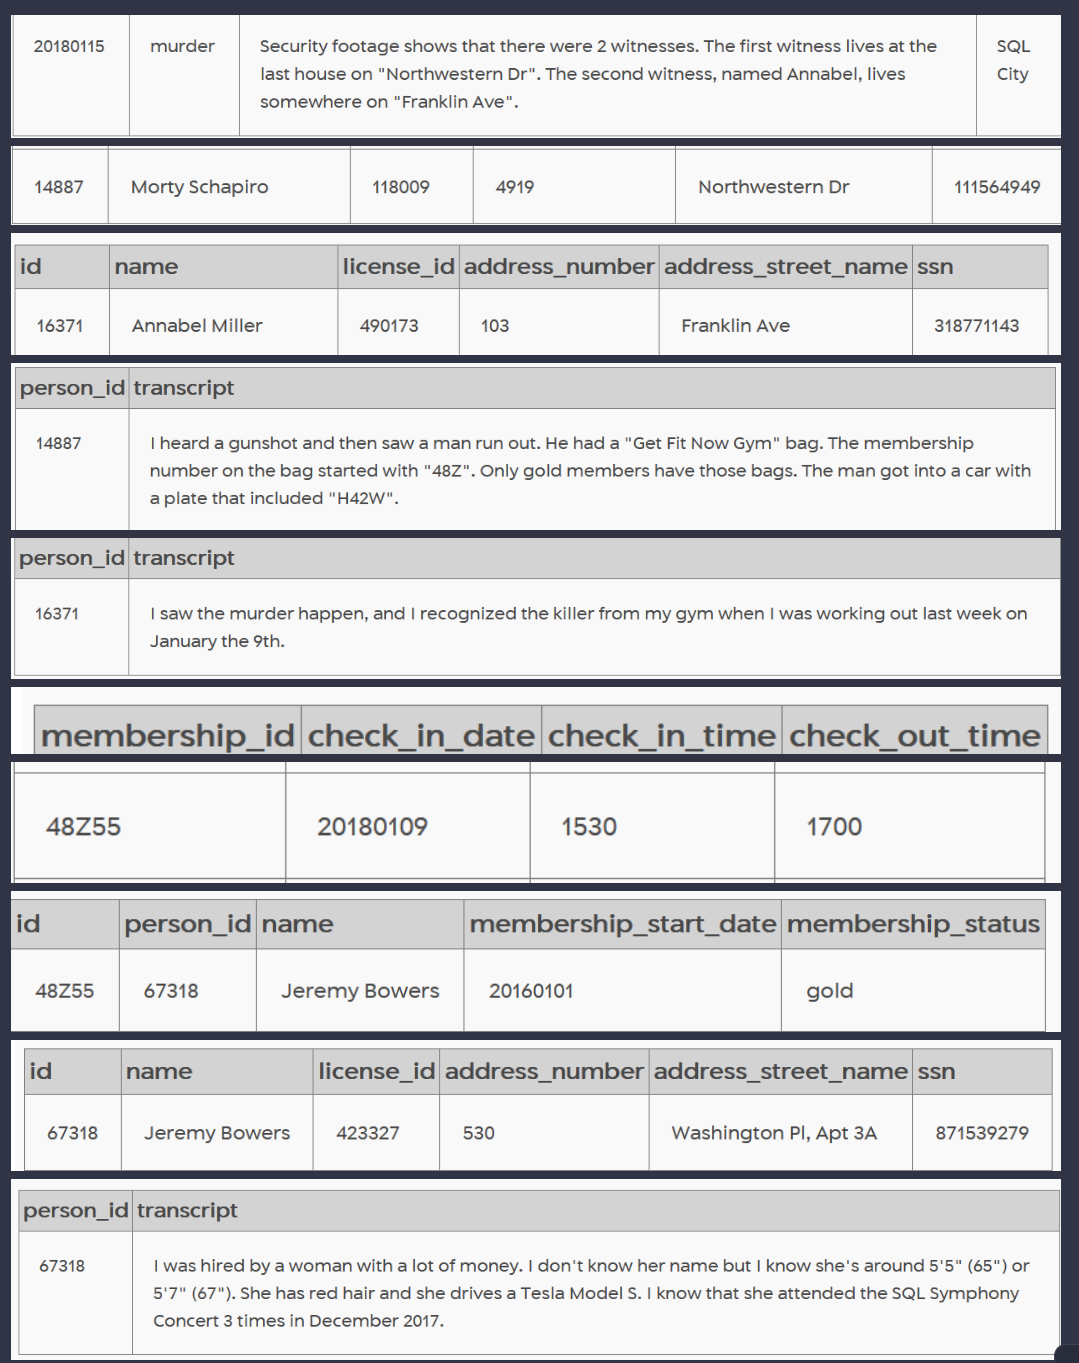 20180115 murder Security footage shows that there were 2 witnesses. The first witness lives at the SQL
last house on "Northwestern Dr". The second witness, named Annabel, lives City
somewhere on "Franklin Ave".
14887 Morty Schapiro 118009 4919 Northwestern Dr 111564949
id name license_id address_number address_street_name ssn
16371 Annabel Miller 490173 103 Franklin Ave 318771143
person_id transcript
14887 I heard a gunshot and then saw a man run out. He had a "Get Fit Now Gym" bag. The membership
number on the bag started with "48Z". Only gold members have those bags. The man got into a car with
a plate that included "H42W".
person_id transcript
16371 I saw the murder happen, and I recognized the killer from my gym when I was working out last week on
January the 9th.
membership_id check_in_date check_in_time check_out_time
48Z55 20180109 1530 1700
id person_id name membership_start_date membership_status
48Z55 67318 Jeremy Bowers 20160101 gold
id name license_id address_number address_street_name ssn
67318 Jeremy Bowers 423327 530 Washington Pl, Apt 3A 871539279
person_id transcript
67318 I was hired by a woman with a lot of money. I don't know her name but I know she's around 5'5" (65") or
5'7" (67"). She has red hair and she drives a Tesla Model S. I know that she attended the SQL Symphony
Concert 3 times in December 2017.